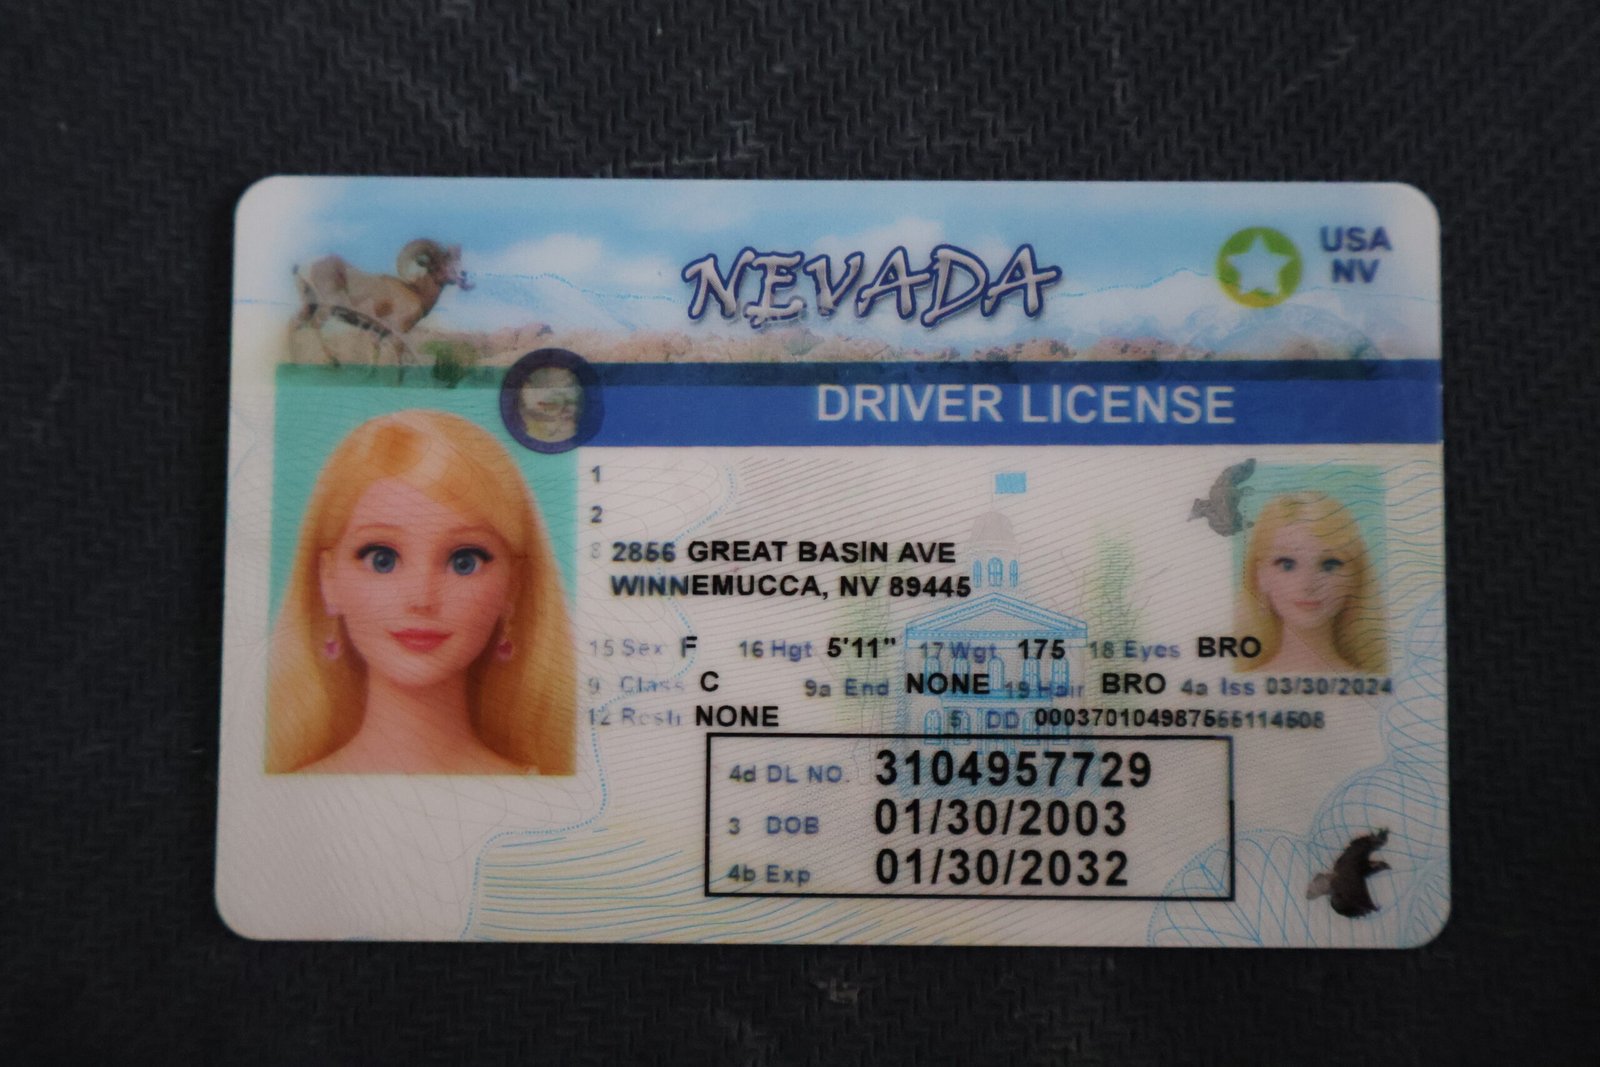 NEVADA
USA
NV
DRIVER LICENSE
1
2
8 2856 GREAT BASIN AVE
WINNEMUCCA, NV 89445
15 Sex F 16 Hgt 5'11" 17 Wgt 175 18 Eyes BRO
9 Class C 9a End NONE 19 Hair BRO 4a Iss 03/30/2024
12 Restr NONE 5 DD 0003701049875
4d DL NO. 3104957729
3 DOB 01/30/2003
4b Exp 01/30/2032